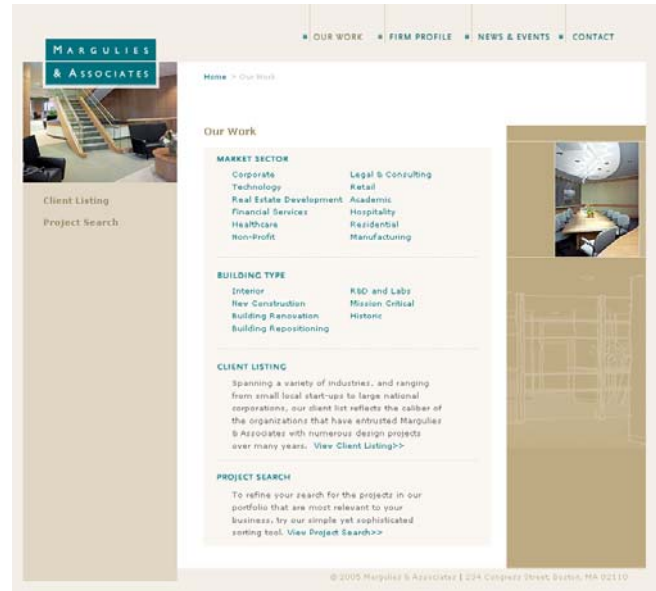 OUR WORK FIRM PROFILE NEWS & EVENTS CONTACT
MARGULIES
& ASSOCIATES
Home > Our Work
Our Work
Client Listing
Project Search
MARKET SECTOR
Corporate Legal & Consulting
Technology Retail
Real Estate Development Academic
Financial Services Hospitality
Healthcare Residential
Non-Profit Manufacturing
BUILDING TYPE
Interior R&D and Labs
New Construction Mission Critical
Building Renovation Historic
Building Repositioning
CLIENT LISTING
Spanning a variety of industries, and ranging
from small local start-ups to large national
corporations, our client list reflects the caliber of
the organizations that have entrusted Margulies
& Associates with numerous design projects
over many years. View Client Listing>>
PROJECT SEARCH
To refine your search for the projects in our
portfolio that are most relevant to your
business, try our simple yet sophisticated
sorting tool. View Project Search>>
© 2005 Margulies & Associates | 234 Congress Street, Boston, MA 02110